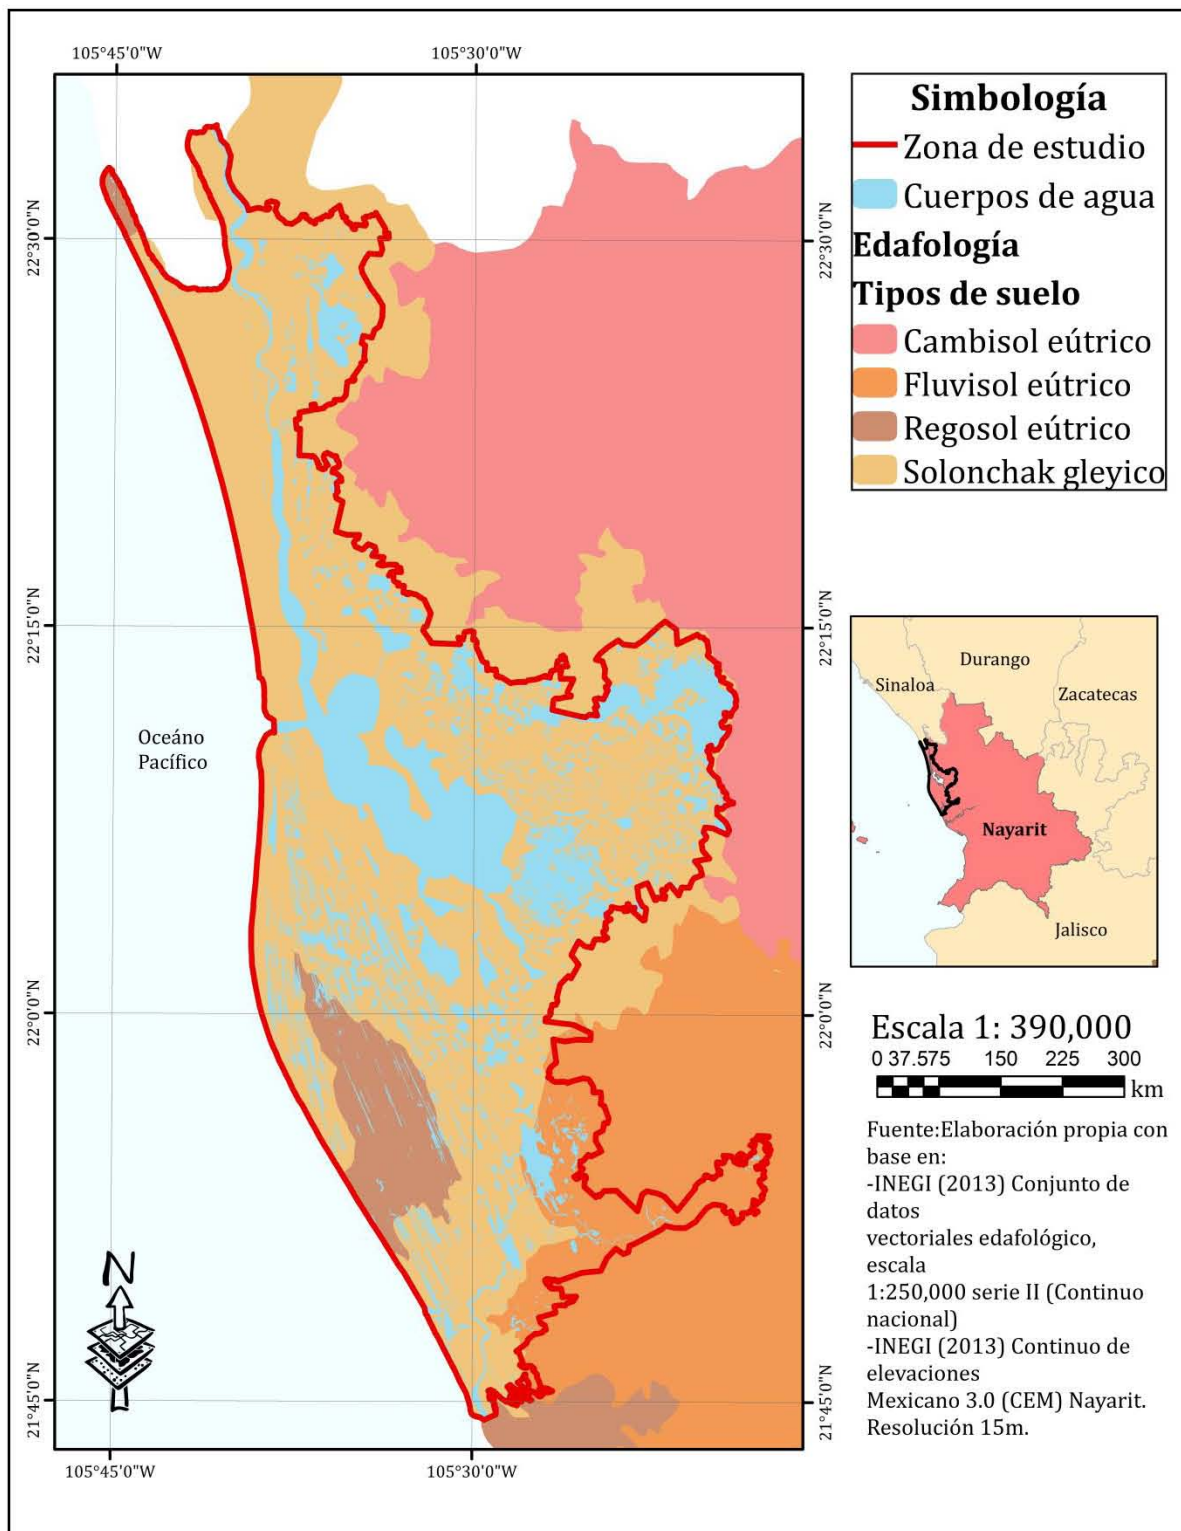 105°45'0"W
105°30'0"W
22°30'0"N
22°30'0"N
22°15'0"N
22°15'0"N
22°0'0"N
22°0'0"N
21°45'0"N
21°45'0"N
105°45'0"W
105°30'0"W
Oceáno
Pacífico
N
Simbología
Zona de estudio
Cuerpos de agua
Edafología
Tipos de suelo
Cambisol eútrico
Fluvisol eútrico
Regosol eútrico
Solonchak gleyico
Durango
Sinaloa
Zacatecas
Nayarit
Jalisco
Escala 1: 390,000
0 37.575 150 225 300
km
Fuente:Elaboración propia con
base en:
-INEGI (2013) Conjunto de
datos
vectoriales edafológico,
escala
1:250,000 serie II (Continuo
nacional)
-INEGI (2013) Continuo de
elevaciones
Mexicano 3.0 (CEM) Nayarit.
Resolución 15m.